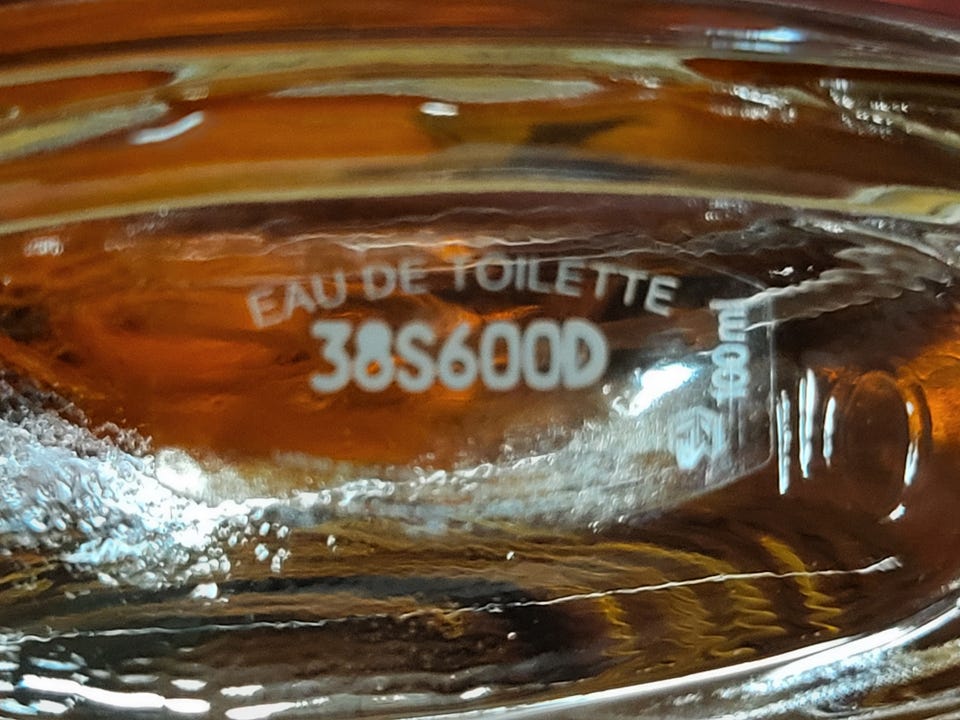 EAU DE TOILETTE
38S600D
100ml